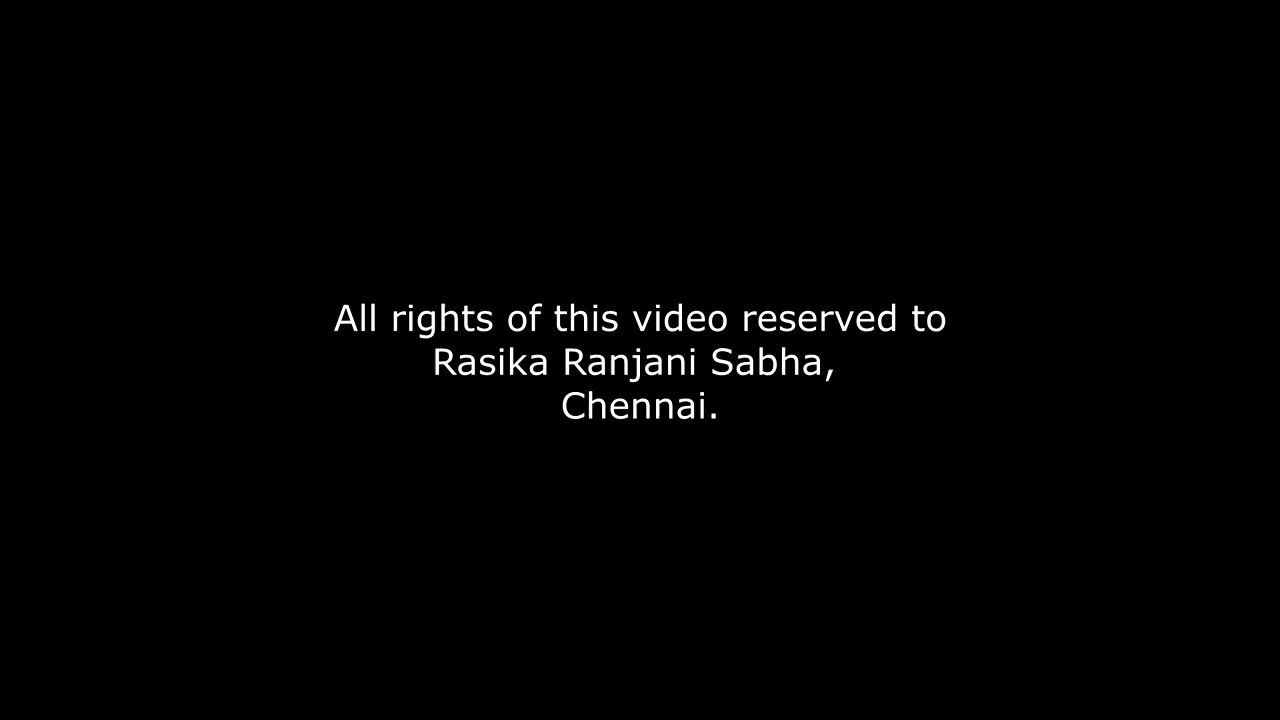 All rights of this video reserved to
Rasika Ranjani Sabha,
Chennai.